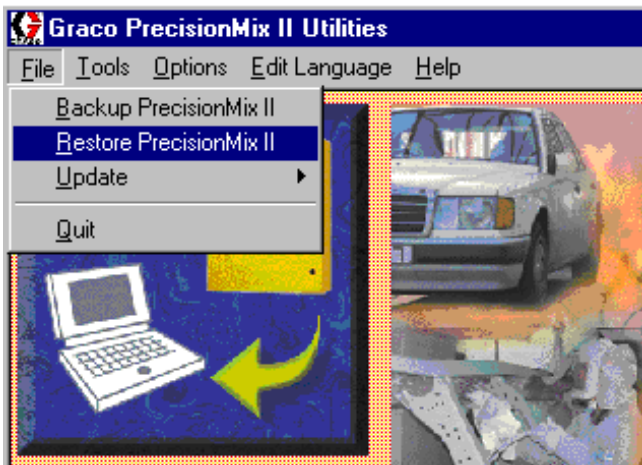 Graco PrecisionMix II Utilities
File Tools Options Edit Language Help
Backup PrecisionMix II
Restore PrecisionMix II
Update
Quit